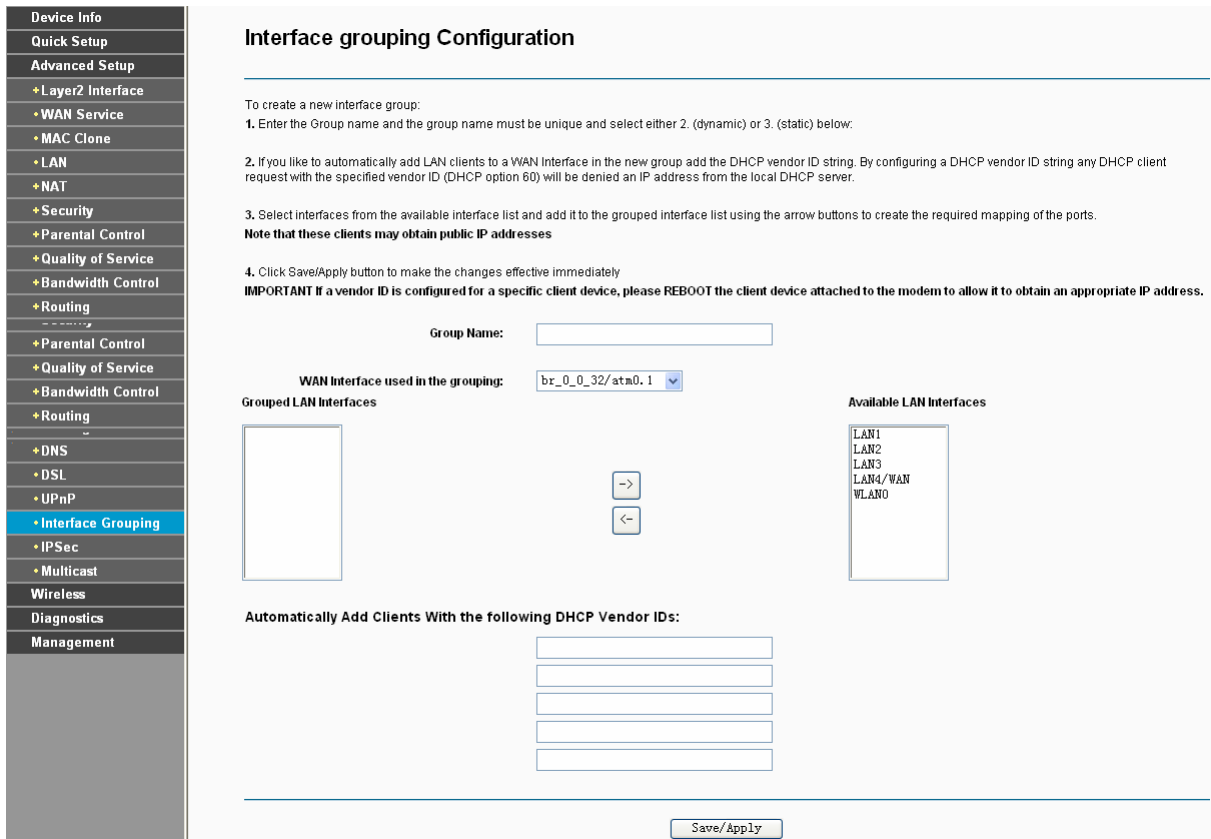 Device Info
Quick Setup
Advanced Setup
+Layer2 Interface
•WAN Service
•MAC Clone
•LAN
+NAT
+Security
+Parental Control
+Quality of Service
+Bandwidth Control
+Routing
+Parental Control
+Quality of Service
+Bandwidth Control
+Routing
+DNS
•DSL
•UPnP
•Interface Grouping
•IPSec
•Multicast
Wireless
Diagnostics
Management
Interface grouping Configuration
To create a new interface group:
1. Enter the Group name and the group name must be unique and select either 2. (dynamic) or 3. (static) below:
2. If you like to automatically add LAN clients to a WAN Interface in the new group add the DHCP vendor ID string. By configuring a DHCP vendor ID string any DHCP client
request with the specified vendor ID (DHCP option 60) will be denied an IP address from the local DHCP server.
3. Select interfaces from the available interface list and add it to the grouped interface list using the arrow buttons to create the required mapping of the ports.
Note that these clients may obtain public IP addresses
4. Click Save/Apply button to make the changes effective immediately
IMPORTANT If a vendor ID is configured for a specific client device, please REBOOT the client device attached to the modem to allow it to obtain an appropriate IP address.
Group Name:
WAN Interface used in the grouping: br_0_0_32/atm0.1
Grouped LAN Interfaces
Available LAN Interfaces
LAN1
LAN2
LAN3
LAN4/WAN
WLAN0
->
<-
Automatically Add Clients With the following DHCP Vendor IDs:
Save/Apply